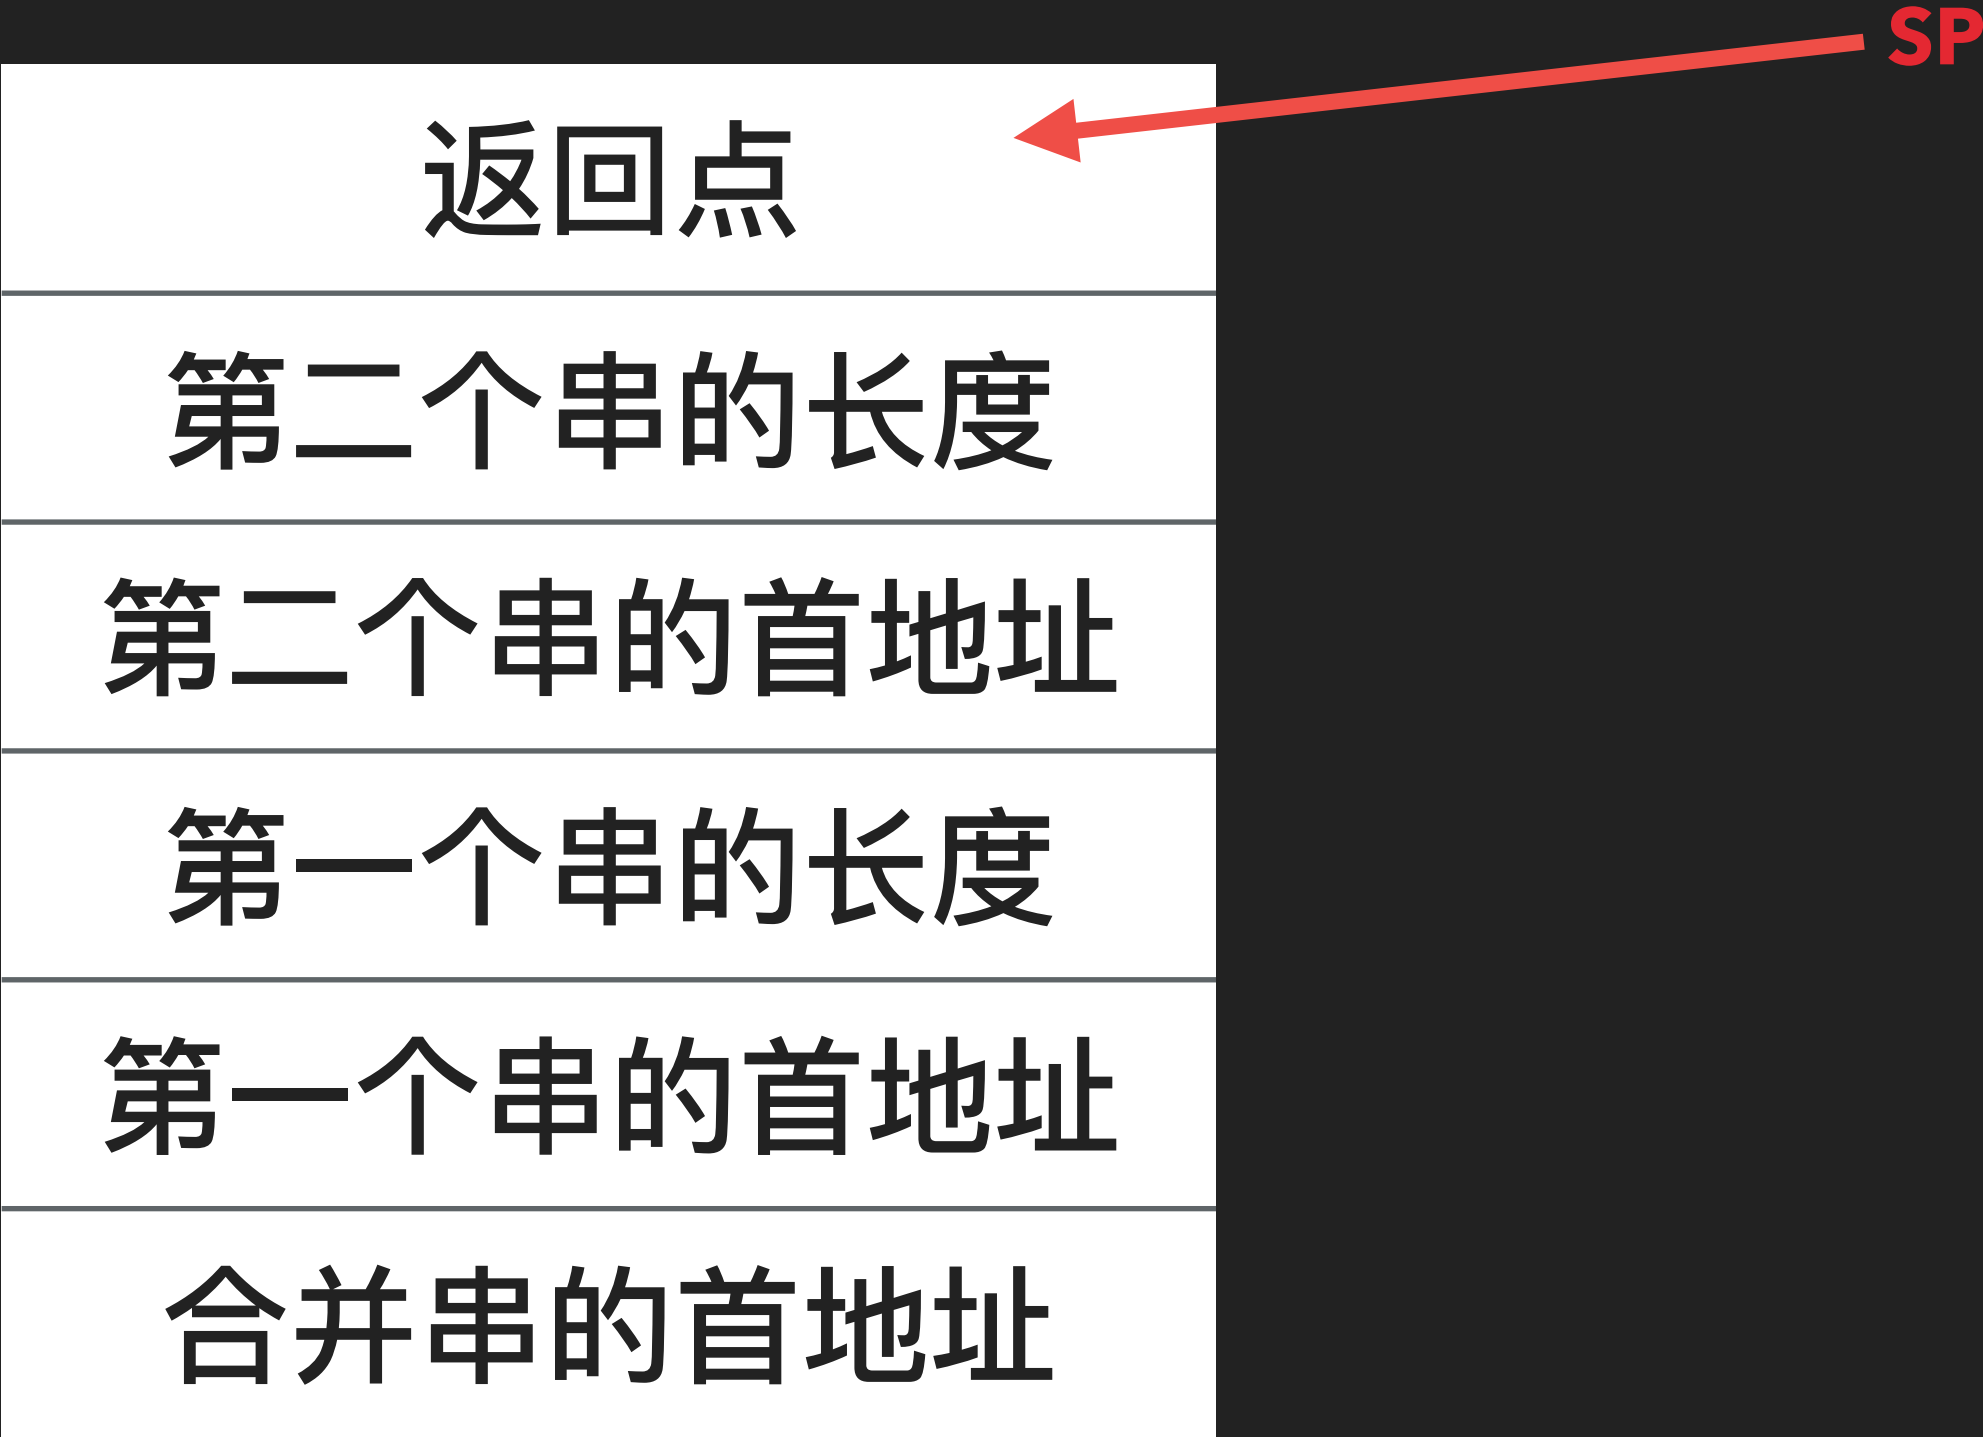 SP
返回点
第二个串的长度
第二个串的首地址
第一个串的长度
第一个串的首地址
合并串的首地址